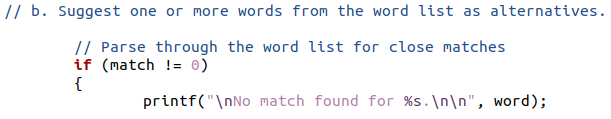 // b. Suggest one or more words from the word list as alternatives.
// Parse through the word list for close matches
if (match != 0)
{
printf("\nNo match found for %s.\n\n", word);